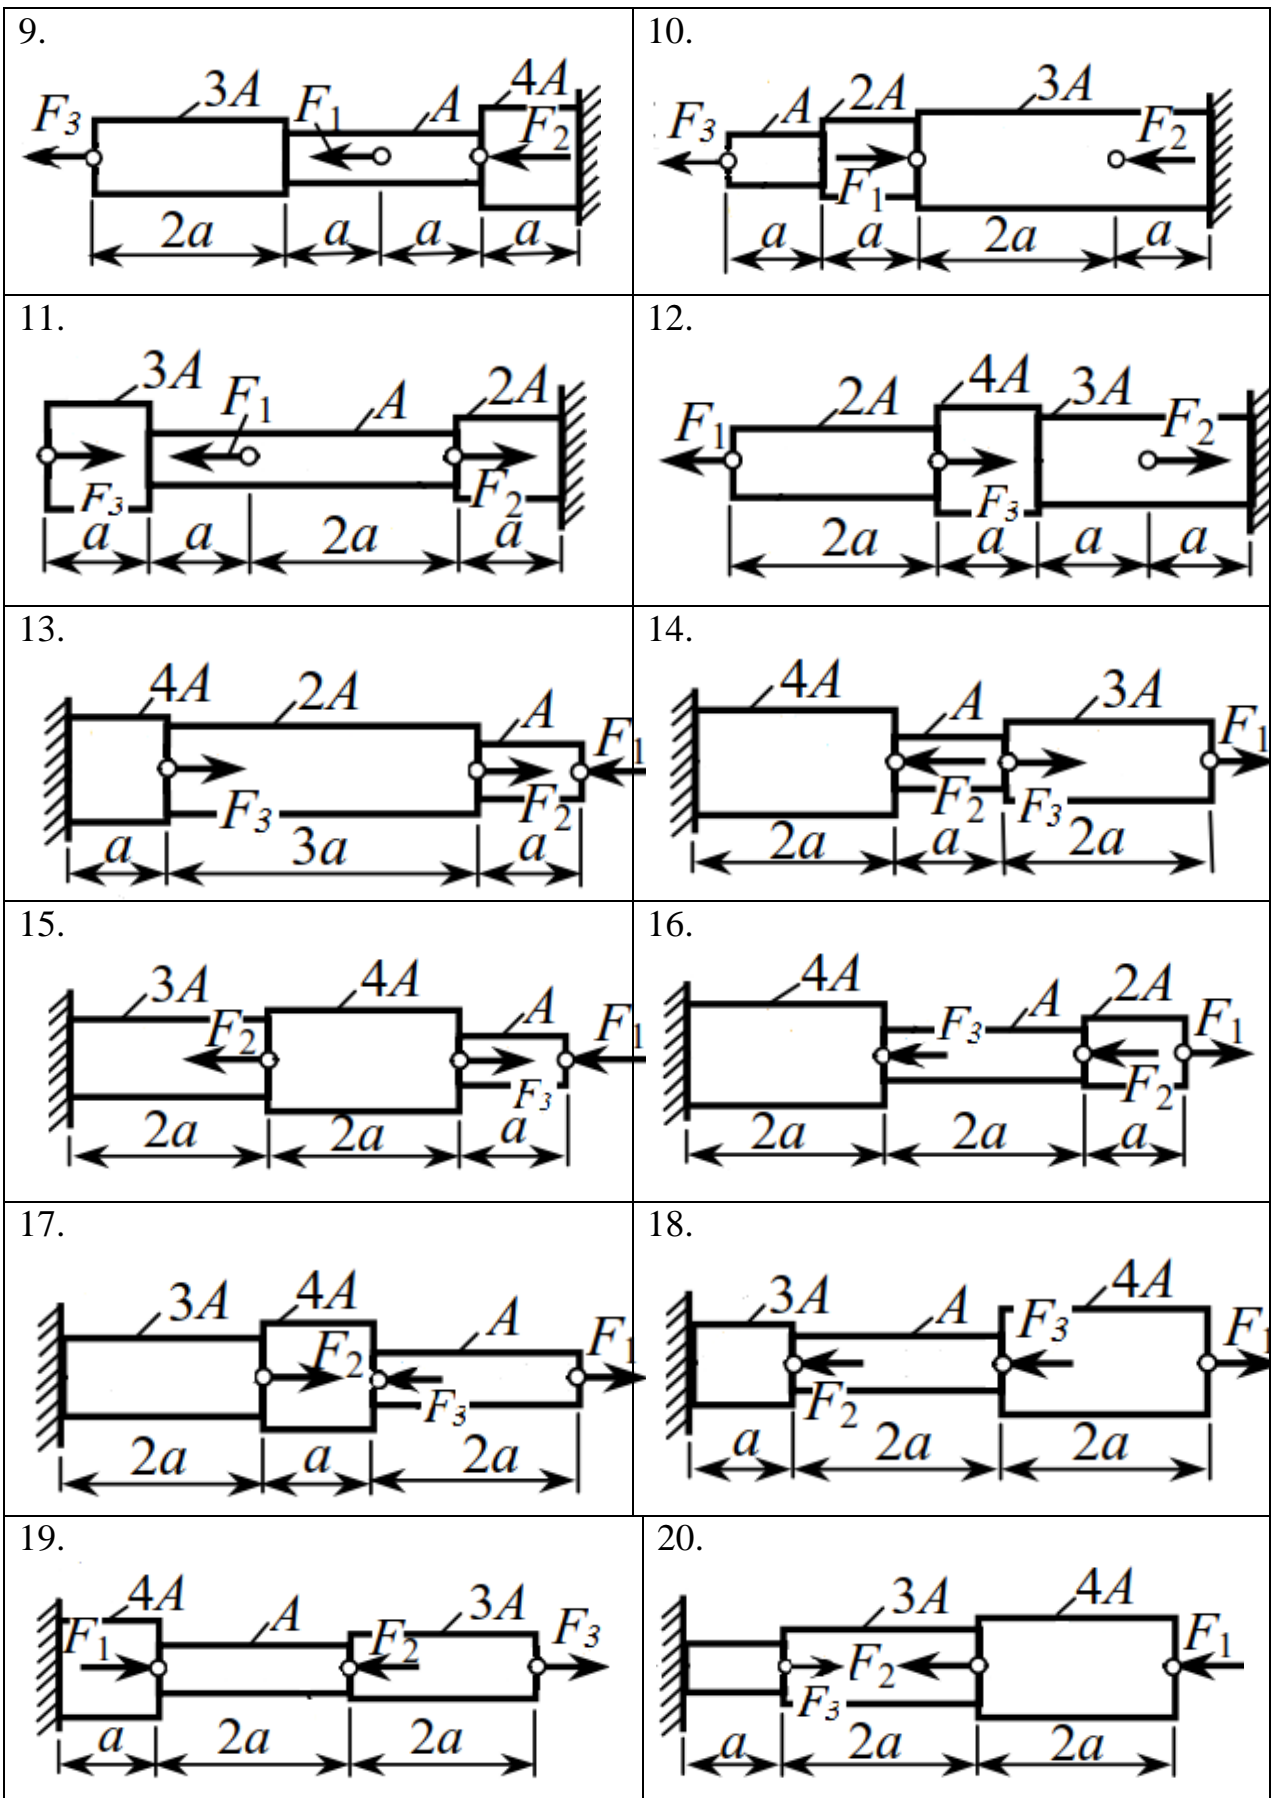 9.
3A F₁ A 4A
F₃ F₂
2a a a a
10.
A 2A 3A
F₃ F₁ F₂
a a 2a a
11.
3A F₁ A 2A
F₃ F₂
a a 2a a
12.
2A 4A 3A
F₁ F₃ F₂
2a a a a
13.
4A 2A A
F₃ F₂ F₁
a 3a a
14.
4A A 3A
F₂ F₃ F₁
2a a 2a
15.
3A 4A A
F₂ F₃ F₁
2a 2a a
16.
4A F₃ A 2A
F₂ F₁
2a 2a a
17.
3A 4A A
F₂ F₃ F₁
2a a 2a
18.
3A A 4A
F₂ F₃ F₁
a 2a 2a
19.
4A A 3A
F₁ F₂ F₃
a 2a 2a
20.
3A 4A
F₃ F₂ F₁
a 2a 2a